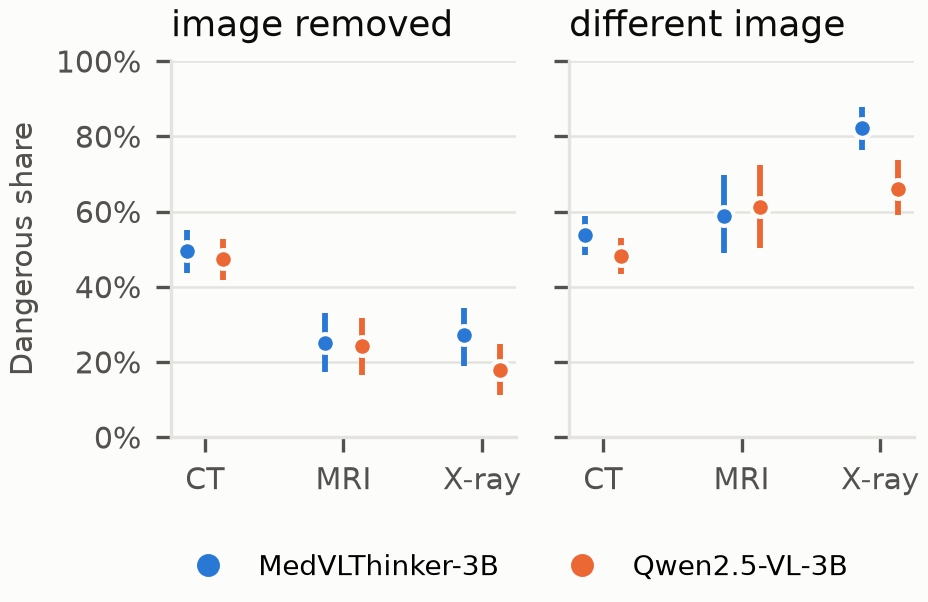 image removed
different image
Dangerous share
100%
80%
60%
40%
20%
0%
CT MRI X-ray
CT MRI X-ray
MedVLThinker-3B Qwen2.5-VL-3B